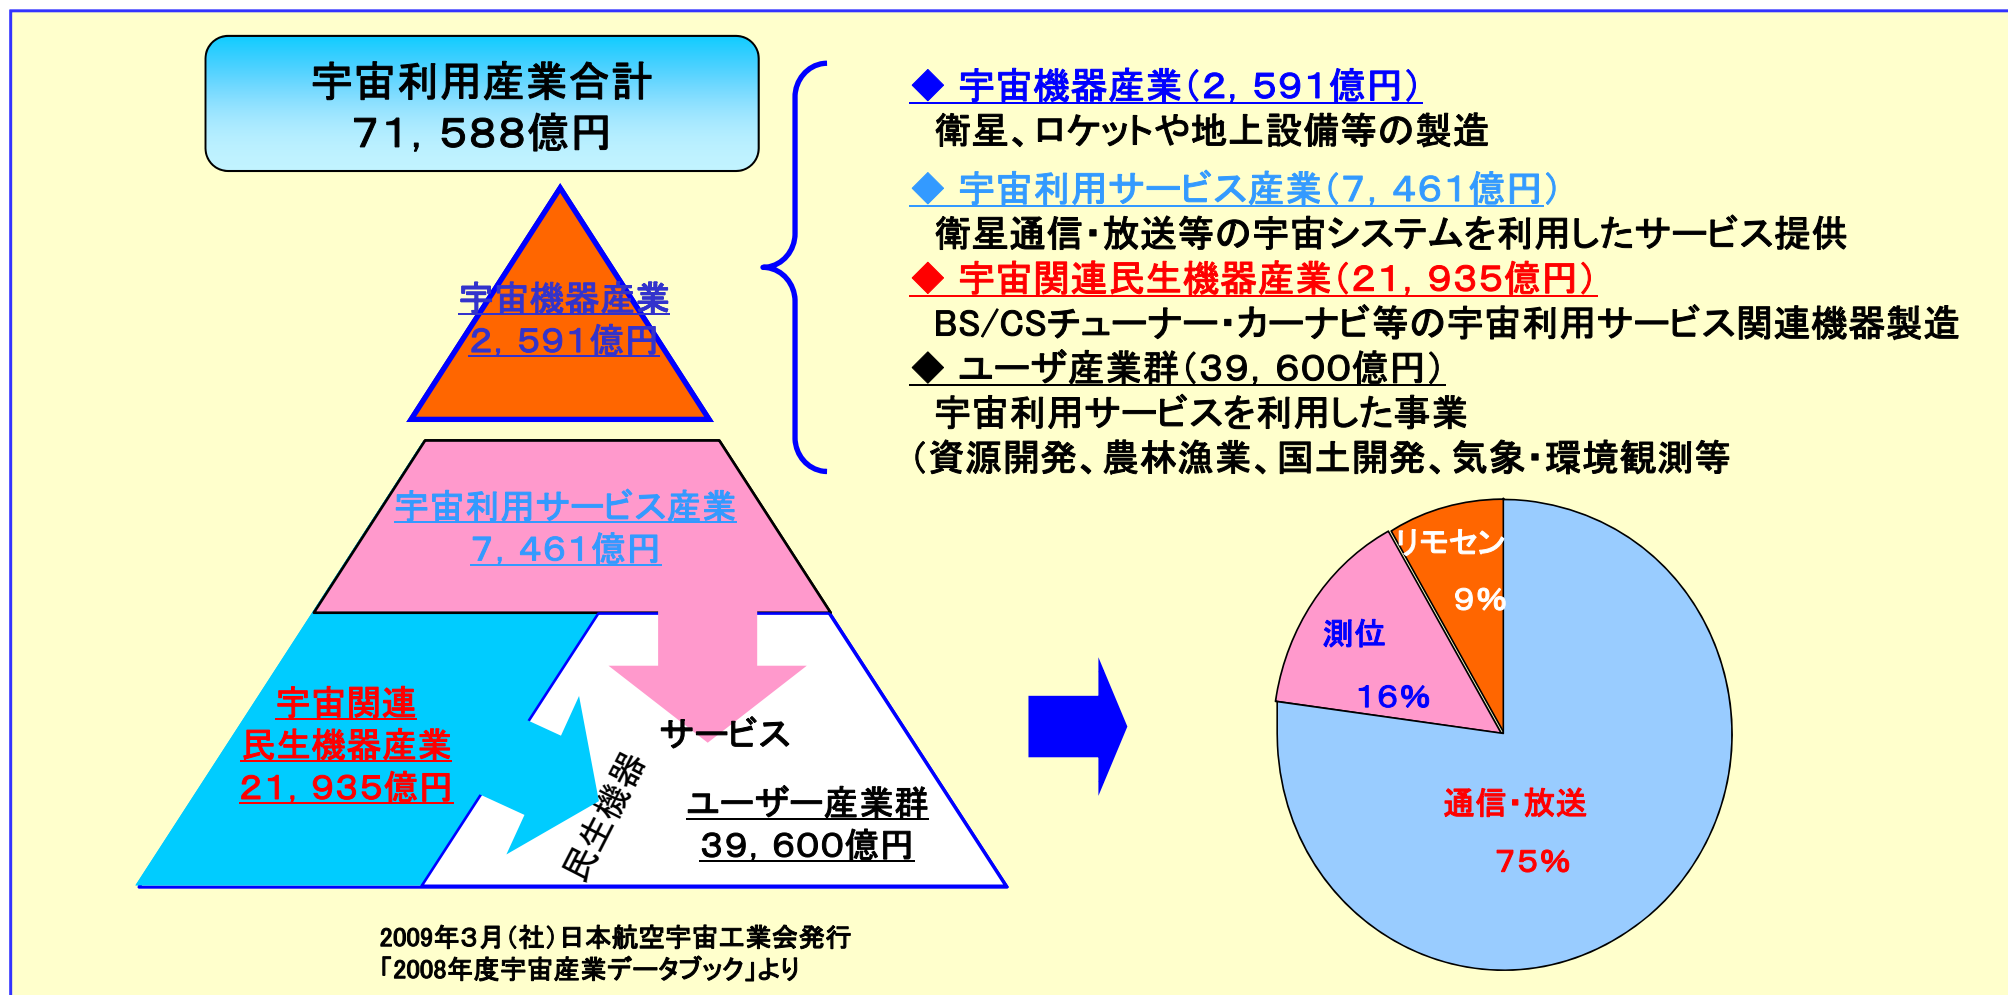 宇宙利用産業合計
71，588億円
◆ 宇宙機器産業（2，591億円）
衛星、ロケットや地上設備等の製造
◆ 宇宙利用サービス産業（7，461億円）
衛星通信・放送等の宇宙システムを利用したサービス提供
◆ 宇宙関連民生機器産業（21，935億円）
BS/CSチューナー・カーナビ等の宇宙利用サービス関連機器製造
◆ ユーザ産業群（39，600億円）
宇宙利用サービスを利用した事業
（資源開発、農林漁業、国土開発、気象・環境観測等
宇宙機器産業
2，591億円
宇宙利用サービス産業
7，461億円
宇宙関連
民生機器産業
21，935億円
サービス
民生機器
ユーザー産業群
39，600億円
リモセン
9%
測位
16%
通信・放送
75%
2009年3月（社）日本航空宇宙工業会発行
「2008年度宇宙産業データブック」より